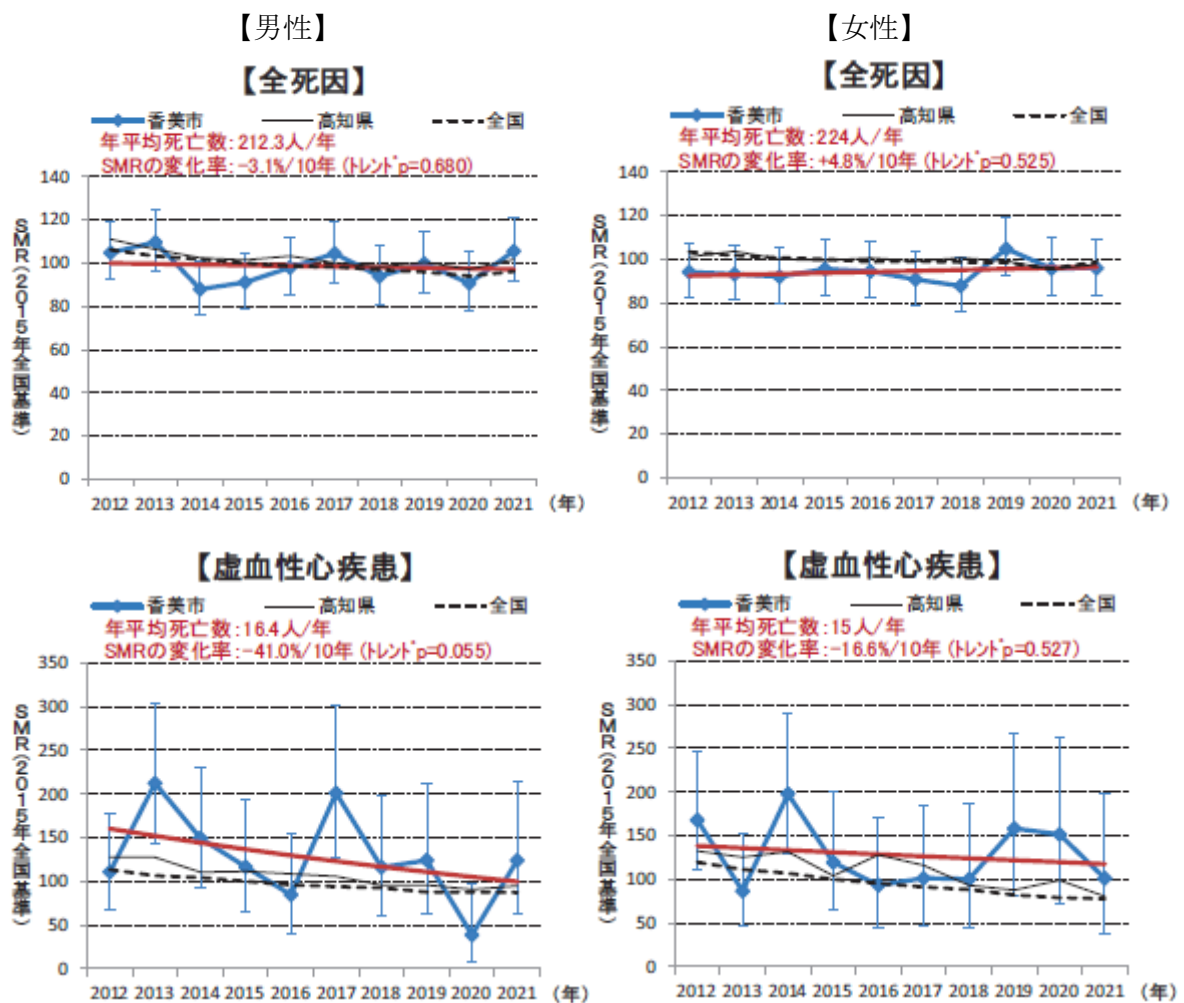 【男性】
【女性】
【全死因】
香美市 高知県 全国
年平均死亡数:212.3人/年
SMRの変化率:-3.1%/10年 (トレンドp=0.680)
SMR(2015年全国基準)
140
120
100
80
60
40
20
0
2012 2013 2014 2015 2016 2017 2018 2019 2020 2021 (年)
【全死因】
香美市 高知県 全国
年平均死亡数:224人/年
SMRの変化率:+4.8%/10年 (トレンドp=0.525)
SMR(2015年全国基準)
140
120
100
80
60
40
20
0
2012 2013 2014 2015 2016 2017 2018 2019 2020 2021 (年)
【虚血性心疾患】
香美市 高知県 全国
年平均死亡数:16.4人/年
SMRの変化率:-41.0%/10年 (トレンドp=0.055)
SMR(2015年全国基準)
350
300
250
200
150
100
50
0
2012 2013 2014 2015 2016 2017 2018 2019 2020 2021 (年)
【虚血性心疾患】
香美市 高知県 全国
年平均死亡数:15人/年
SMRの変化率:-16.6%/10年 (トレンドp=0.527)
SMR(2015年全国基準)
350
300
250
200
150
100
50
0
2012 2013 2014 2015 2016 2017 2018 2019 2020 2021 (年)